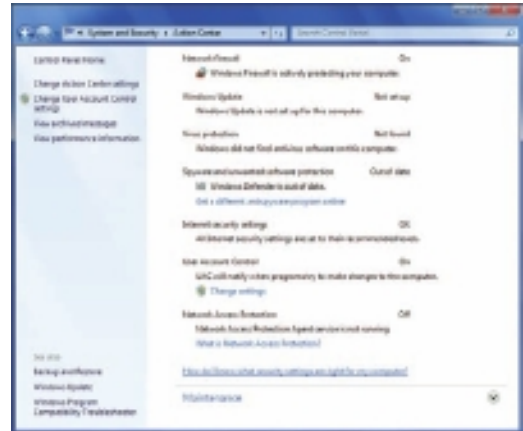 System and Security
Action Center
Search Control Panel
Control Panel Home
Change Action Center settings
Change User Account Control settings
View archived messages
View performance information
Network firewall
On
Windows Firewall is actively protecting your computer.
Windows Update
Not set up
Windows Update is not set up for this computer.
Virus protection
Not found
Windows did not find antivirus software on this computer.
Spyware and unwanted software protection
Out of date
Windows Defender is out of date.
Get a different antispyware program online
Internet security settings
OK
All Internet security settings are set to their recommended levels.
User Account Control
On
UAC will notify when programs try to make changes to the computer.
Change settings
Network Access Protection
Off
Network Access Protection Agent service is not running
What is Network Access Protection?
How do I know what security settings are right for my computer?
Maintenance
See also
Backup and Restore
Windows Update
Windows Program
Compatibility Troubleshooter